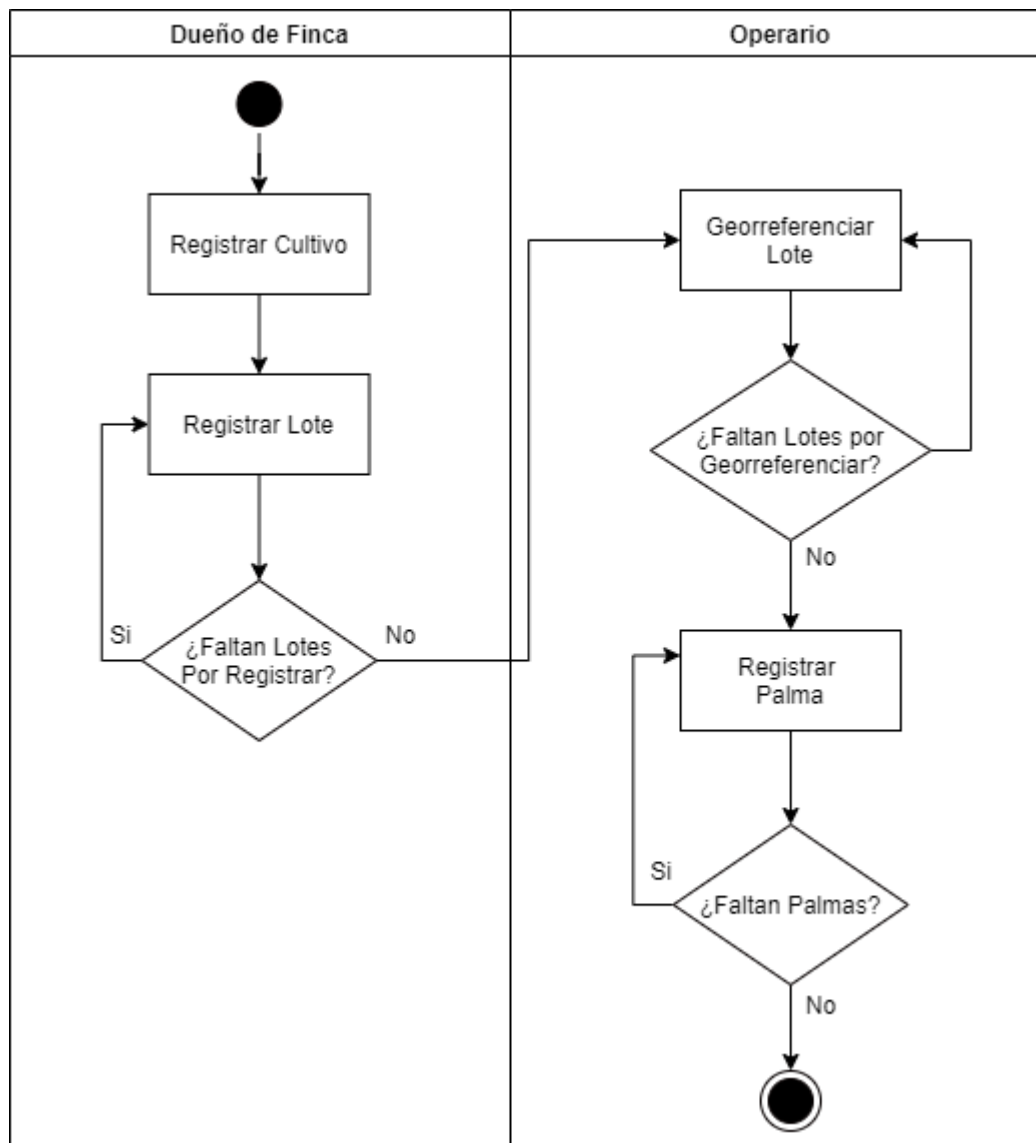 Dueño de Finca
Operario
Registrar Cultivo
Registrar Lote
¿Faltan Lotes
Por Registrar?
Si
No
Georreferenciar
Lote
¿Faltan Lotes por
Georreferenciar?
No
Registrar
Palma
¿Faltan Palmas?
Si
No